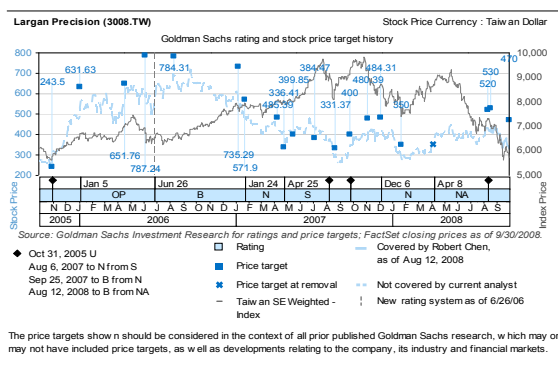 Largan Precision (3008.TW) Stock Price Currency : Taiwan Dollar
Goldman Sachs rating and stock price target history
800 10,000
700 9,000
600 8,000
500 7,000
400
300 6,000
200 5,000
243.5 631.63 651.76 787.24 784.31 735.29 571.9 485.39 336.41 399.85 384.47 331.37 400 480.39 484.31 350 520 530 470
Stock Price Index Price
Jan 5 Jun 26 Jan 24 Apr 25 Dec 6 Apr 8
OP B N S N NA
N D J F M A M J J A S O N D J F M A M J J A S O N D J F M A M J J A S
2005 2006 2007 2008
Source: Goldman Sachs Investment Research for ratings and price targets; FactSet closing prices as of 9/30/2008.
Oct 31, 2005 U
Aug 6, 2007 to N from S
Sep 25, 2007 to B from N
Aug 12, 2008 to B from NA
Rating
Price target
Price target at removal
Taiwan SE Weighted - Index
Covered by Robert Chen, as of Aug 12, 2008
Not covered by current analyst
New rating system as of 6/26/06
The price targets shown should be considered in the context of all prior published Goldman Sachs research, which may or
may not have included price targets, as well as developments relating to the company, its industry and financial markets.